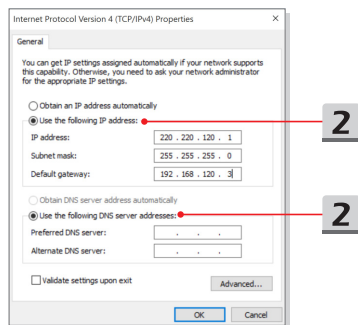 Internet Protocol Version 4 (TCP/IPv4) Properties
General
You can get IP settings assigned automatically if your network supports
this capability. Otherwise, you need to ask your network administrator
for the appropriate IP settings.
Obtain an IP address automatically
Use the following IP address:
2
IP address: 220 . 220 . 120 . 1
Subnet mask: 255 . 255 . 255 . 0
Default gateway: 192 . 168 . 120 . 3
Obtain DNS server address automatically
Use the following DNS server addresses:
2
Preferred DNS server: . . .
Alternate DNS server: . . .
Validate settings upon exit
Advanced...
OK Cancel